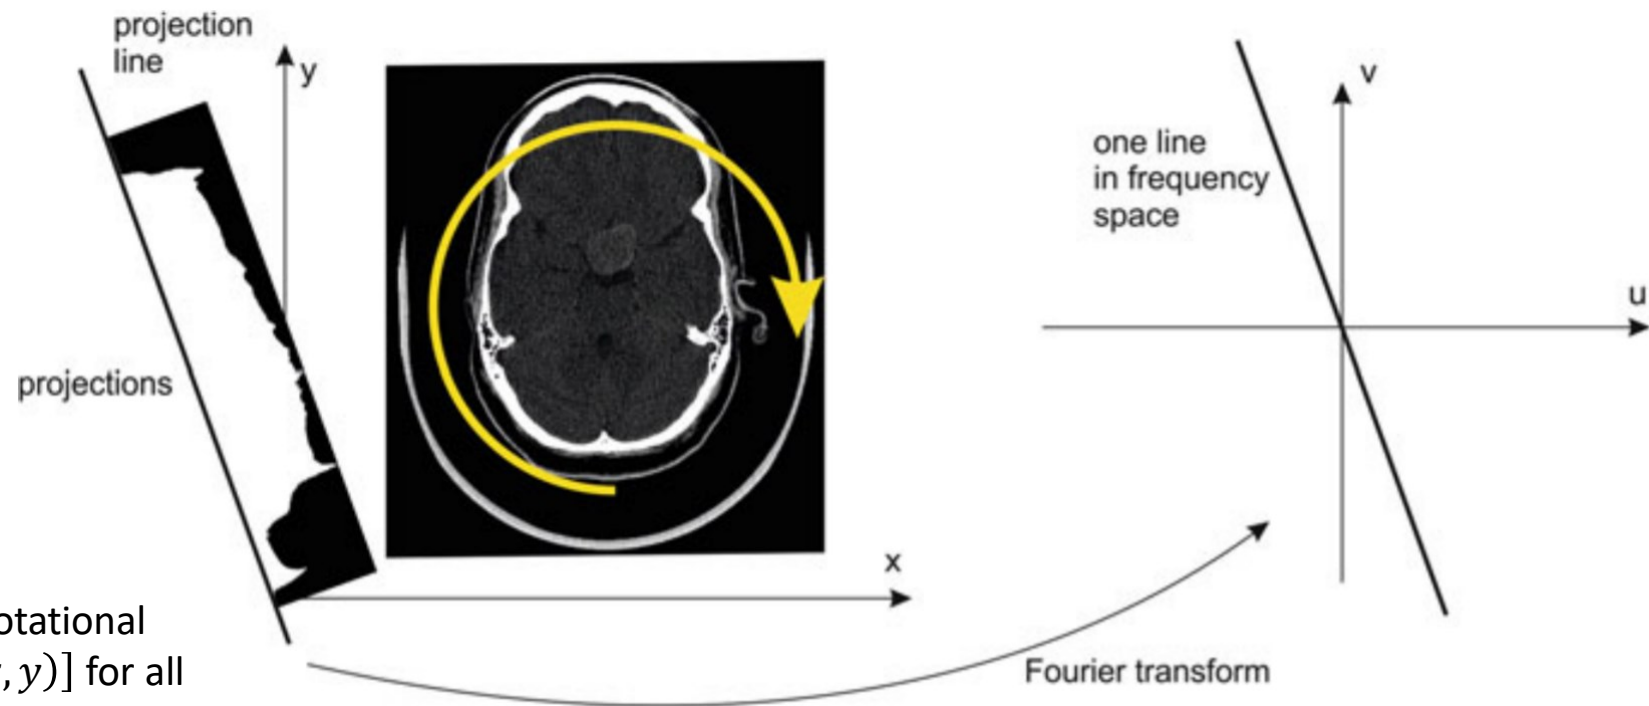 projection
line
y
projections
x
otational
, y)] for all
Fourier transform
one line
in frequency
space
v
u